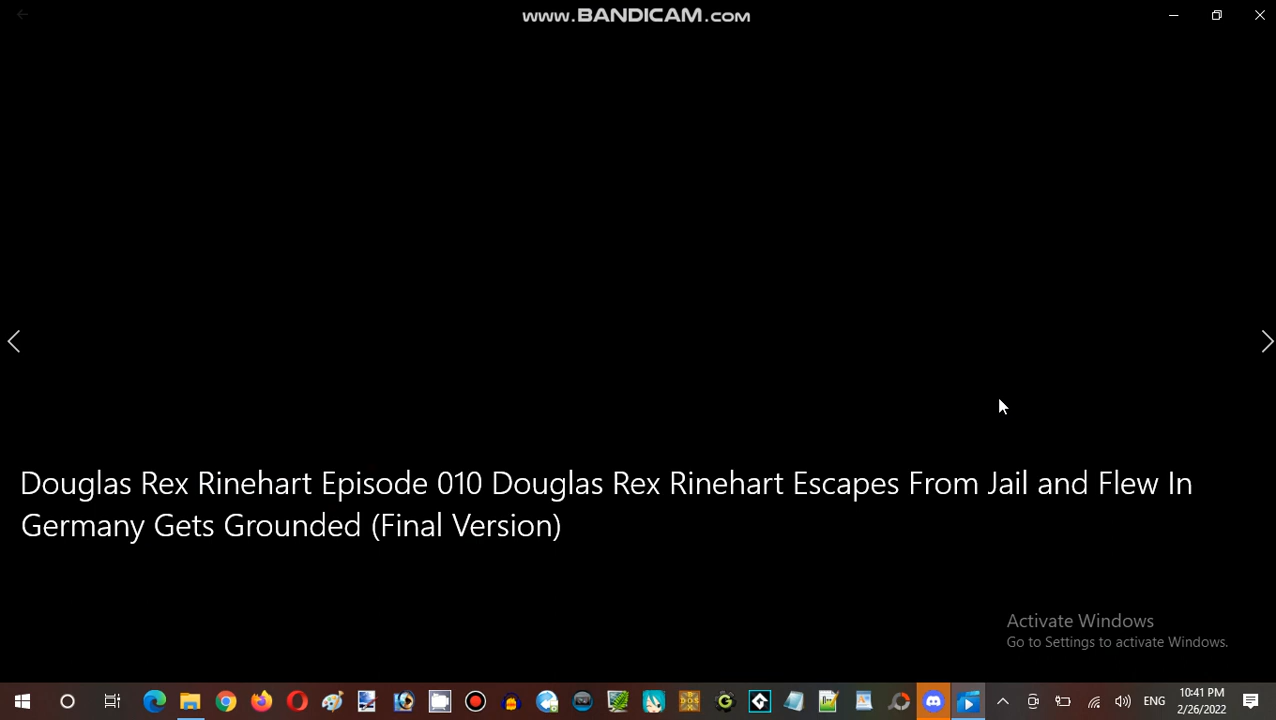 www.BANDICAM.com
Douglas Rex Rinehart Episode 010 Douglas Rex Rinehart Escapes From Jail and Flew In
Germany Gets Grounded (Final Version)
Activate Windows
Go to Settings to activate Windows.
DOS
ENG
10:41 PM
2/26/2022